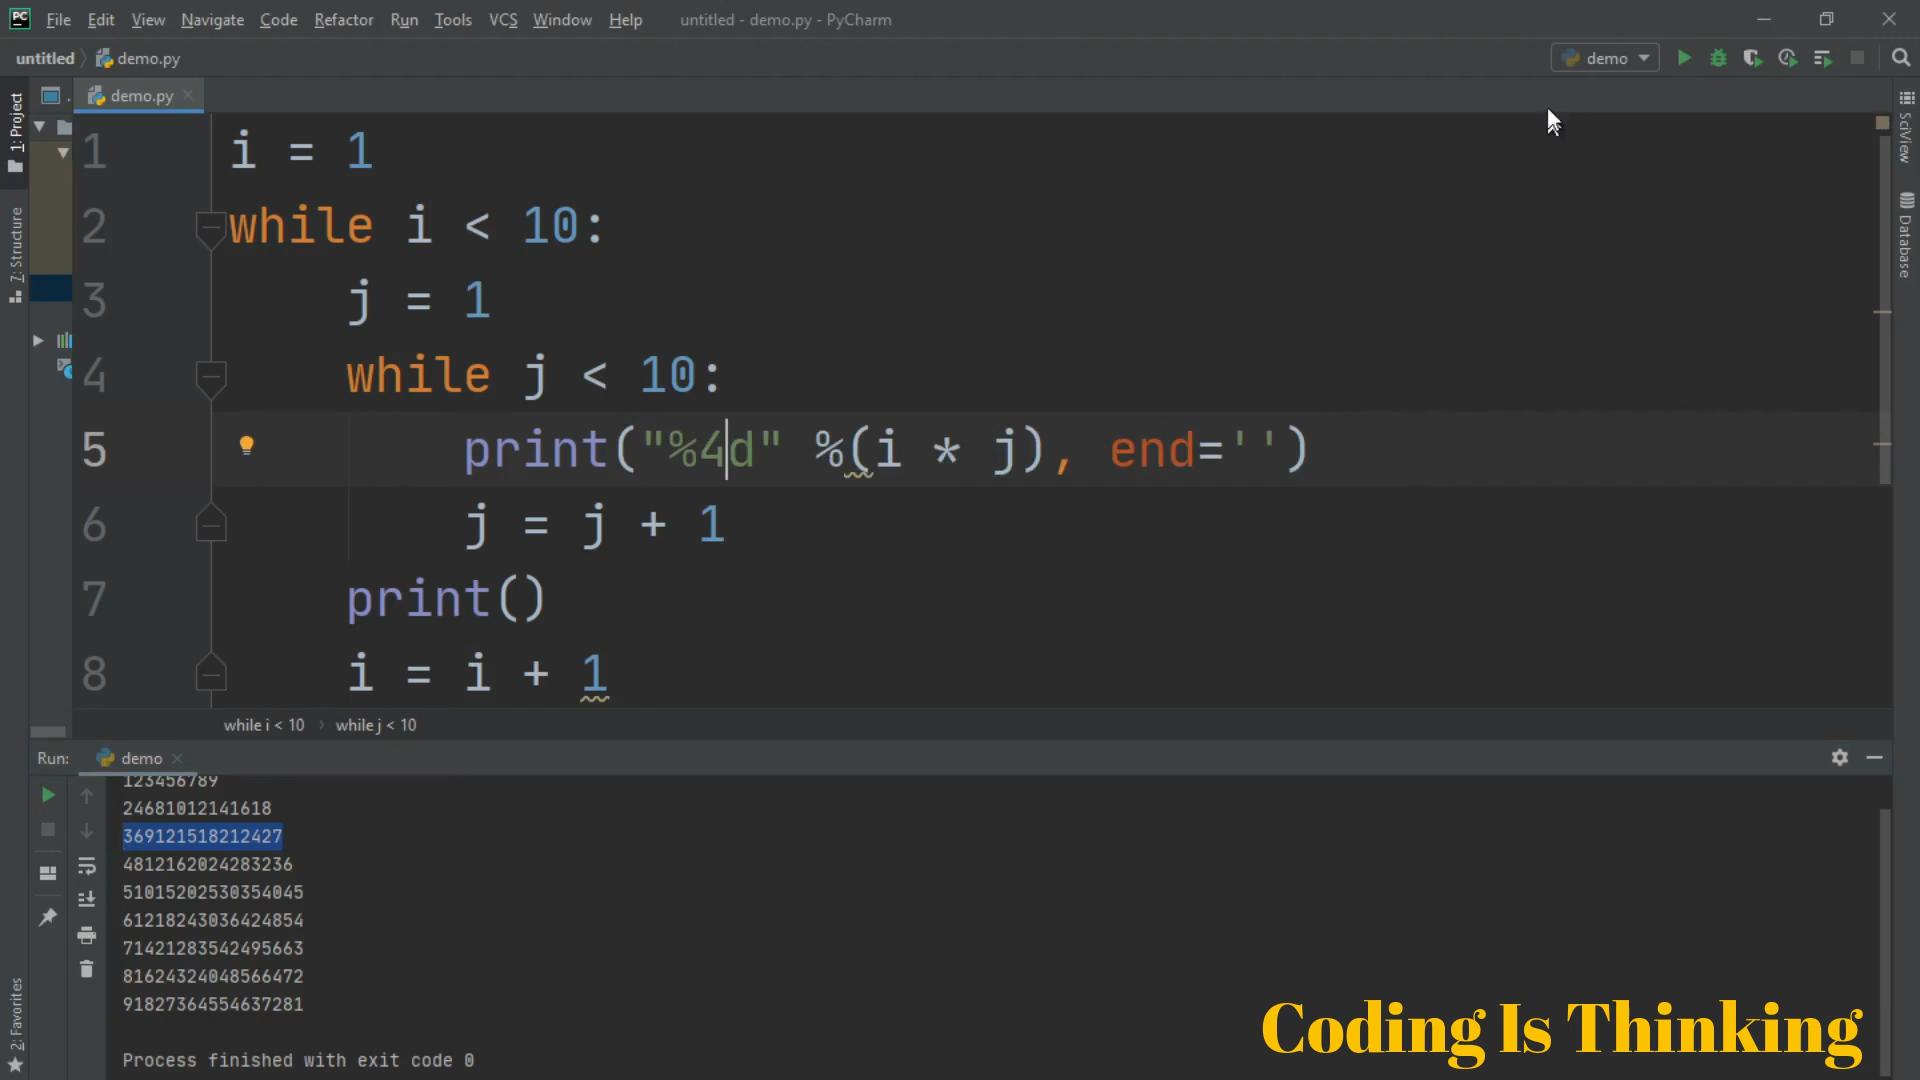 PC File Edit View Navigate Code Refactor Run Tools VCS Window Help untitled - demo.py - PyCharm
untitled demo.py demo
1: Project
7: Structure
2: Favorites
SciView
Database
demo.py
1 i = 1
2 while i < 10:
3 j = 1
4 while j < 10:
5 print("%4d" %(i * j), end='')
6 j = j + 1
7 print()
8 i = i + 1
while i < 10 while j < 10
Run: demo
123456789
24681012141618
369121518212427
4812162024283236
51015202530354045
61218243036424854
71421283542495663
81624324048566472
91827364554637281
Process finished with exit code 0
Coding Is Thinking